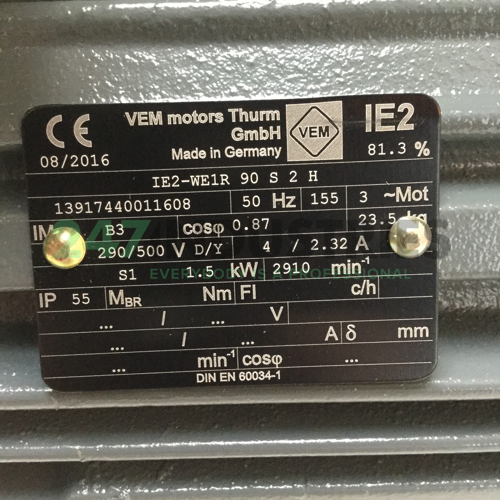 CE
08/2016
VEM motors Thurm
GmbH
Made in Germany
VEM
IE2
81.3 %
IE2-WE1R 90 S 2 H
13917440011608 50 Hz 155 3 ~Mot
IM B3 cosφ 0.87 23.5 kg
290/500 V D/Y 4 / 2.32 A
S1 1.5 kW 2910 min-1
IP 55 MBR Nm FI c/h
... / ... V
... / ... A δ mm
... min-1 cosφ
DIN EN 60034-1